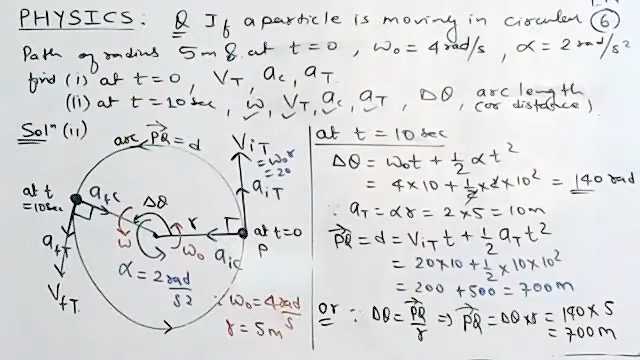 PHYSICS: Q If a particle is moving in circular (6)
Path of radius 5m & at t=0, ω₀ = 4 rad/s, α = 2 rad/s²
find (i) at t=0, V_T, a_c, a_T
(ii) at t=10 sec, ω, V_T, a_c, a_T, Δθ, arc length (or distance)
Solⁿ (ii)
arc PQ = d
V_iT
= ω₀r
= 20
a_iT
at t
=10sec
a_fc
Δθ
r
at t=0
P
a_fT
ω
ω₀
a_ic
V_fT
α = 2 rad/s²
∵ ω₀ = 4 rad/s
r = 5m
at t = 10 sec
Δθ = ω₀t + 1/2 αt²
= 4×10 + 1/2 × 2×10² = 140 rad
∵ a_T = αr = 2×5 = 10m
PQ = d = V_iT t + 1/2 a_T t²
= 20×10 + 1/2 × 10×10²
= 200 + 500 = 700m
or ∵ Δθ = PQ/r ⇒ PQ = Δθ×r = 140×5
= 700m